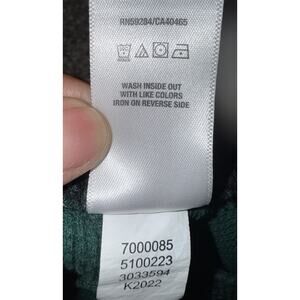 RN59284/CA40465
WASH INSIDE OUT
WITH LIKE COLORS
IRON ON REVERSE SIDE
7000085
5100223
3033594
K2022